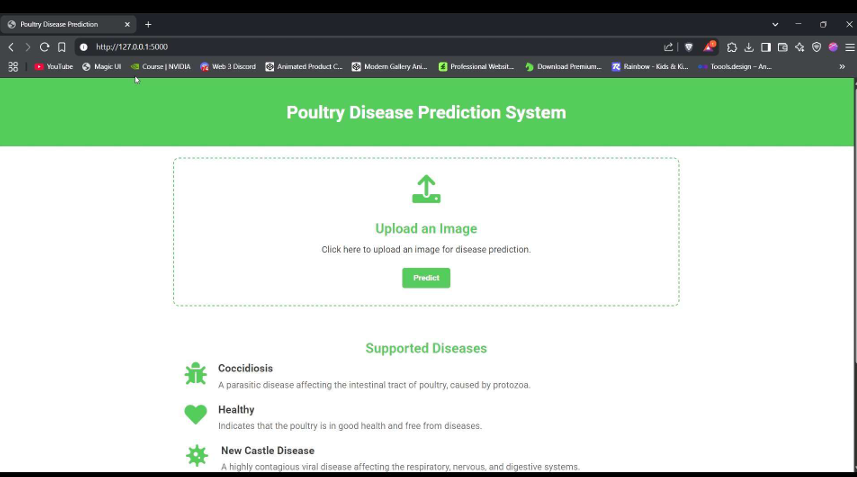 Poultry Disease Prediction
http://127.0.0.1:5000
YouTube
Magic UI
Course | NVIDIA
Web 3 Discord
Animated Product C...
Modern Gallery Ani...
Professional Websit...
Download Premium...
Rainbow - Kids & Ki...
Toools.design – An...
Poultry Disease Prediction System
Upload an Image
Click here to upload an image for disease prediction.
Predict
Supported Diseases
Coccidiosis
A parasitic disease affecting the intestinal tract of poultry, caused by protozoa.
Healthy
Indicates that the poultry is in good health and free from diseases.
New Castle Disease
A highly contagious viral disease affecting the respiratory, nervous, and digestive systems.